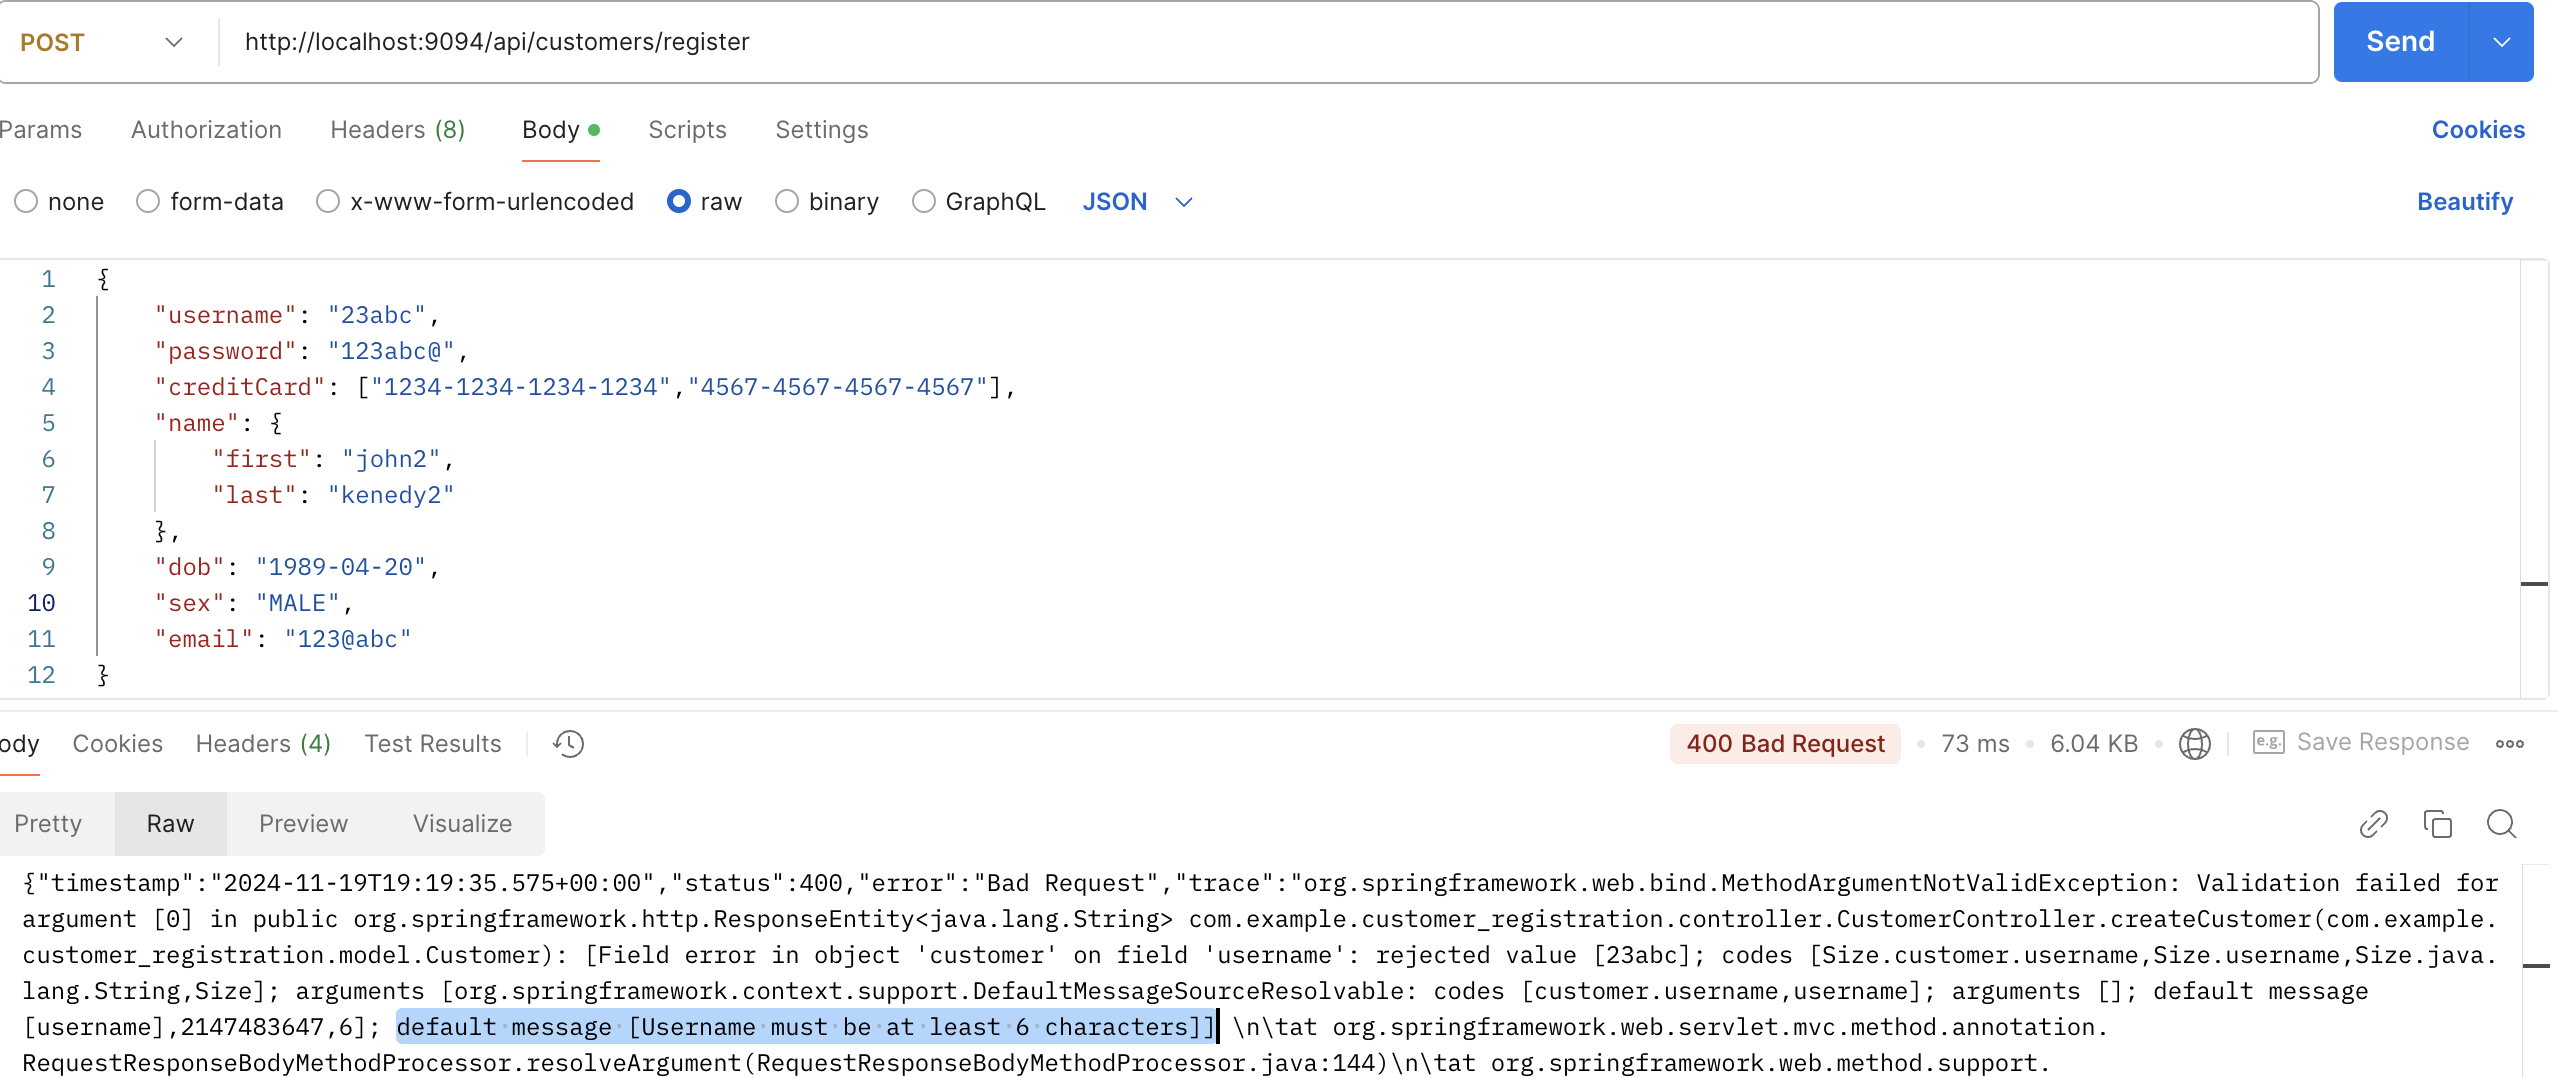 POST http://localhost:9094/api/customers/register Send
Params Authorization Headers (8) Body Scripts Settings Cookies
none form-data x-www-form-urlencoded raw binary GraphQL JSON Beautify
1 {
2 "username": "23abc",
3 "password": "123abc@",
4 "creditCard": ["1234-1234-1234-1234","4567-4567-4567-4567"],
5 "name": {
6 "first": "john2",
7 "last": "kenedy2"
8 },
9 "dob": "1989-04-20",
10 "sex": "MALE",
11 "email": "123@abc"
12 }
ody Cookies Headers (4) Test Results 400 Bad Request 73 ms 6.04 KB e.g. Save Response
Pretty Raw Preview Visualize
{"timestamp":"2024-11-19T19:19:35.575+00:00","status":400,"error":"Bad Request","trace":"org.springframework.web.bind.MethodArgumentNotValidException: Validation failed for
argument [0] in public org.springframework.http.ResponseEntity<java.lang.String> com.example.customer_registration.controller.CustomerController.createCustomer(com.example.
customer_registration.model.Customer): [Field error in object 'customer' on field 'username': rejected value [23abc]; codes [Size.customer.username,Size.username,Size.java.
lang.String,Size]; arguments [org.springframework.context.support.DefaultMessageSourceResolvable: codes [customer.username,username]; arguments []; default message
[username],2147483647,6]; default message [Username must be at least 6 characters]] \n\tat org.springframework.web.servlet.mvc.method.annotation.
RequestResponseBodyMethodProcessor.resolveArgument(RequestResponseBodyMethodProcessor.java:144)\n\tat org.springframework.web.method.support.